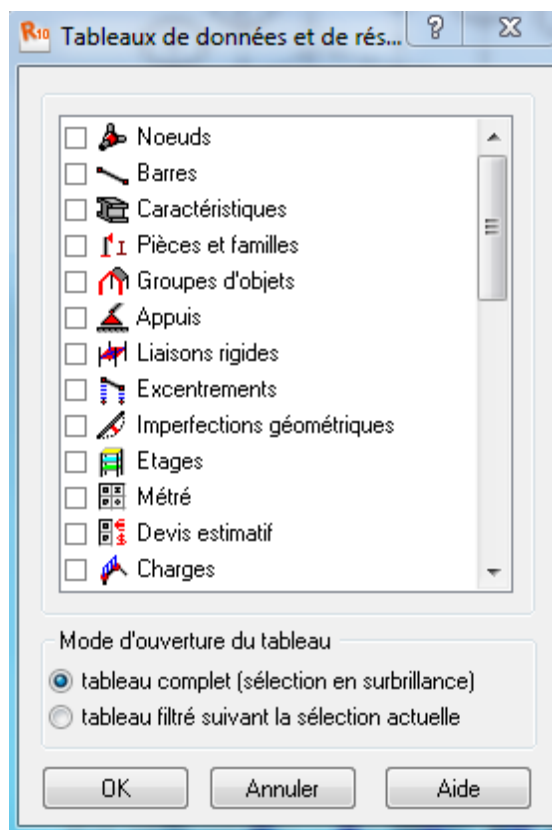 R10 Tableaux de données et de rés...
Noeuds
Barres
Caractéristiques
Pièces et familles
Groupes d'objets
Appuis
Liaisons rigides
Excentrements
Imperfections géométriques
Etages
Métré
Devis estimatif
Charges
Mode d'ouverture du tableau
tableau complet (sélection en surbrillance)
tableau filtré suivant la sélection actuelle
OK Annuler Aide